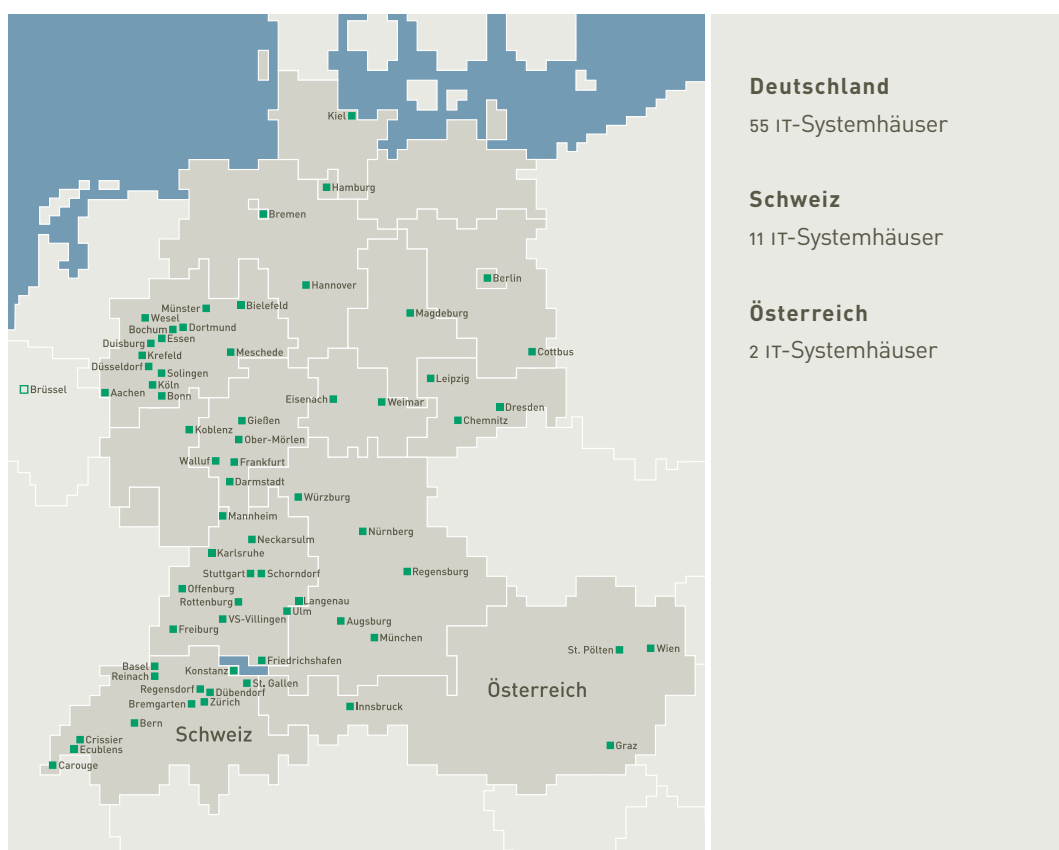 Kiel
Hamburg
Bremen
Berlin
Hannover
Bielefeld
Münster
Magdeburg
Wesel
Dortmund
Bochum
Essen
Duisburg
Meschede
Cottbus
Krefeld
Düsseldorf
Solingen
Leipzig
Köln
Brüssel
Aachen
Bonn
Eisenach
Weimar
Dresden
Gießen
Chemnitz
Koblenz
Ober-Mörlen
Walluf
Frankfurt
Darmstadt
Würzburg
Mannheim
Nürnberg
Neckarsulm
Karlsruhe
Stuttgart
Schorndorf
Regensburg
Offenburg
Rottenburg
Langenau
Ulm
VS-Villingen
Augsburg
Freiburg
München
St. Pölten
Wien
Friedrichshafen
Basel
Konstanz
Reinach
St. Gallen
Regensdorf
Dübendorf
Österreich
Bremgarten
Zürich
Innsbruck
Bern
Schweiz
Crissier
Ecublens
Graz
Carouge
Deutschland
55 IT-Systemhäuser
Schweiz
11 IT-Systemhäuser
Österreich
2 IT-Systemhäuser